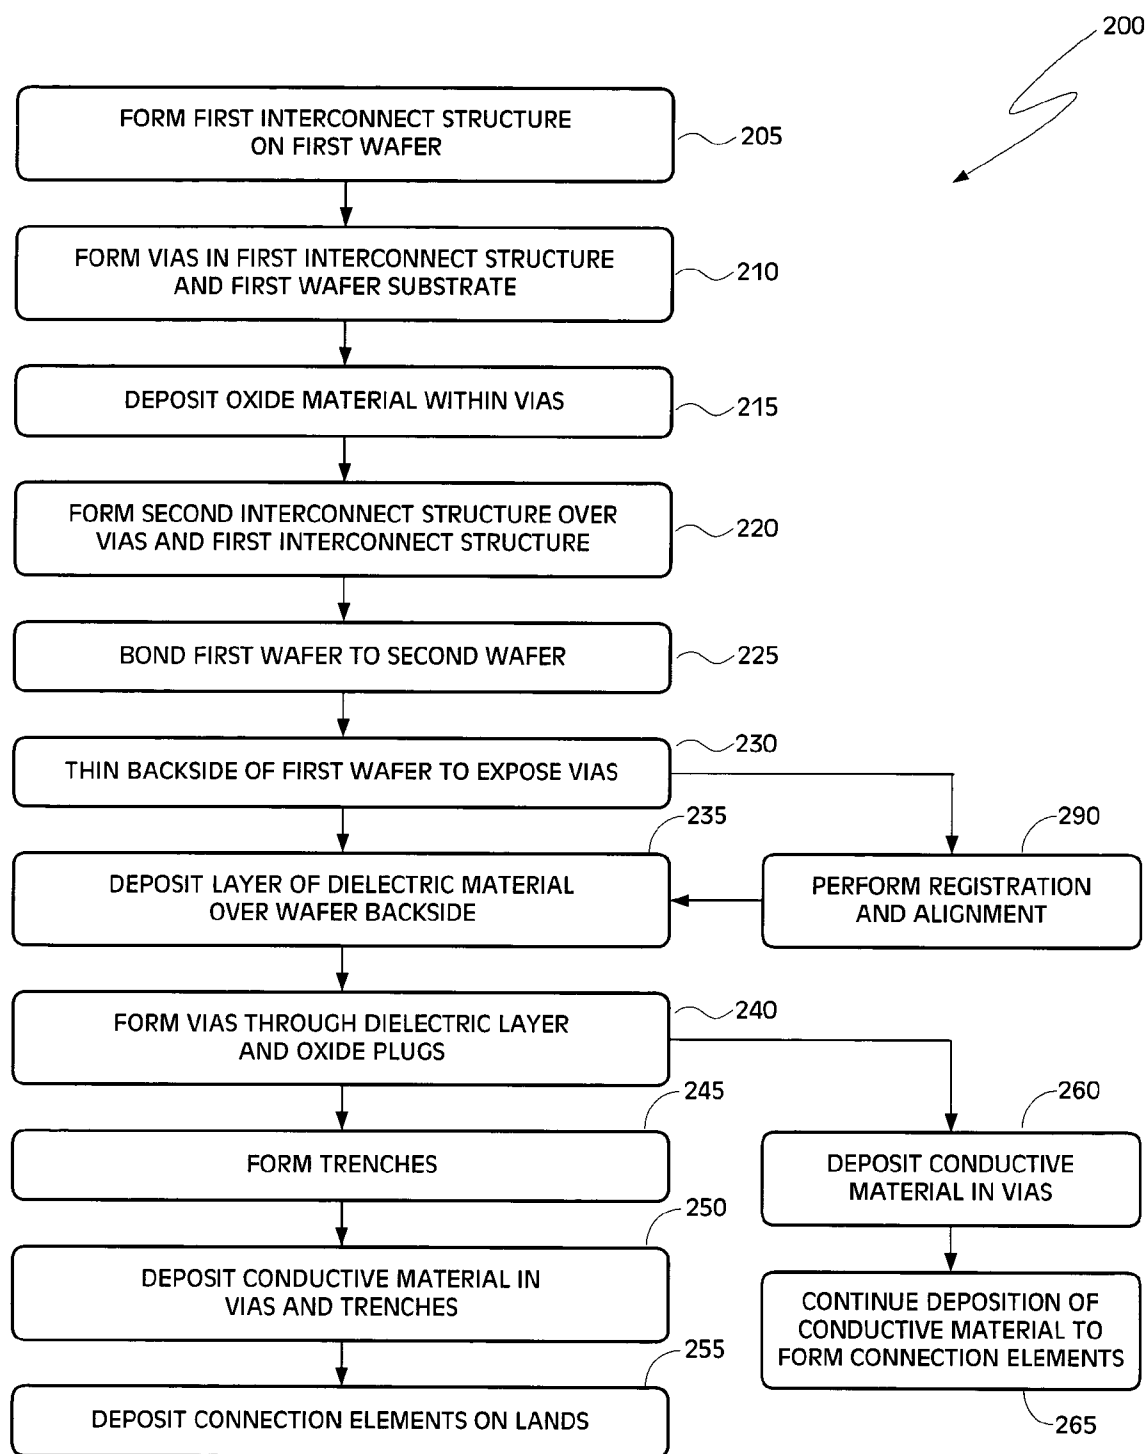 200
FORM FIRST INTERCONNECT STRUCTURE
ON FIRST WAFER
205
FORM VIAS IN FIRST INTERCONNECT STRUCTURE
AND FIRST WAFER SUBSTRATE
210
DEPOSIT OXIDE MATERIAL WITHIN VIAS
215
FORM SECOND INTERCONNECT STRUCTURE OVER
VIAS AND FIRST INTERCONNECT STRUCTURE
220
BOND FIRST WAFER TO SECOND WAFER
225
THIN BACKSIDE OF FIRST WAFER TO EXPOSE VIAS
230
235
DEPOSIT LAYER OF DIELECTRIC MATERIAL
OVER WAFER BACKSIDE
290
PERFORM REGISTRATION
AND ALIGNMENT
FORM VIAS THROUGH DIELECTRIC LAYER
AND OXIDE PLUGS
240
245
FORM TRENCHES
260
DEPOSIT CONDUCTIVE
MATERIAL IN VIAS
250
DEPOSIT CONDUCTIVE MATERIAL IN
VIAS AND TRENCHES
CONTINUE DEPOSITION OF
CONDUCTIVE MATERIAL TO
FORM CONNECTION ELEMENTS
265
255
DEPOSIT CONNECTION ELEMENTS ON LANDS